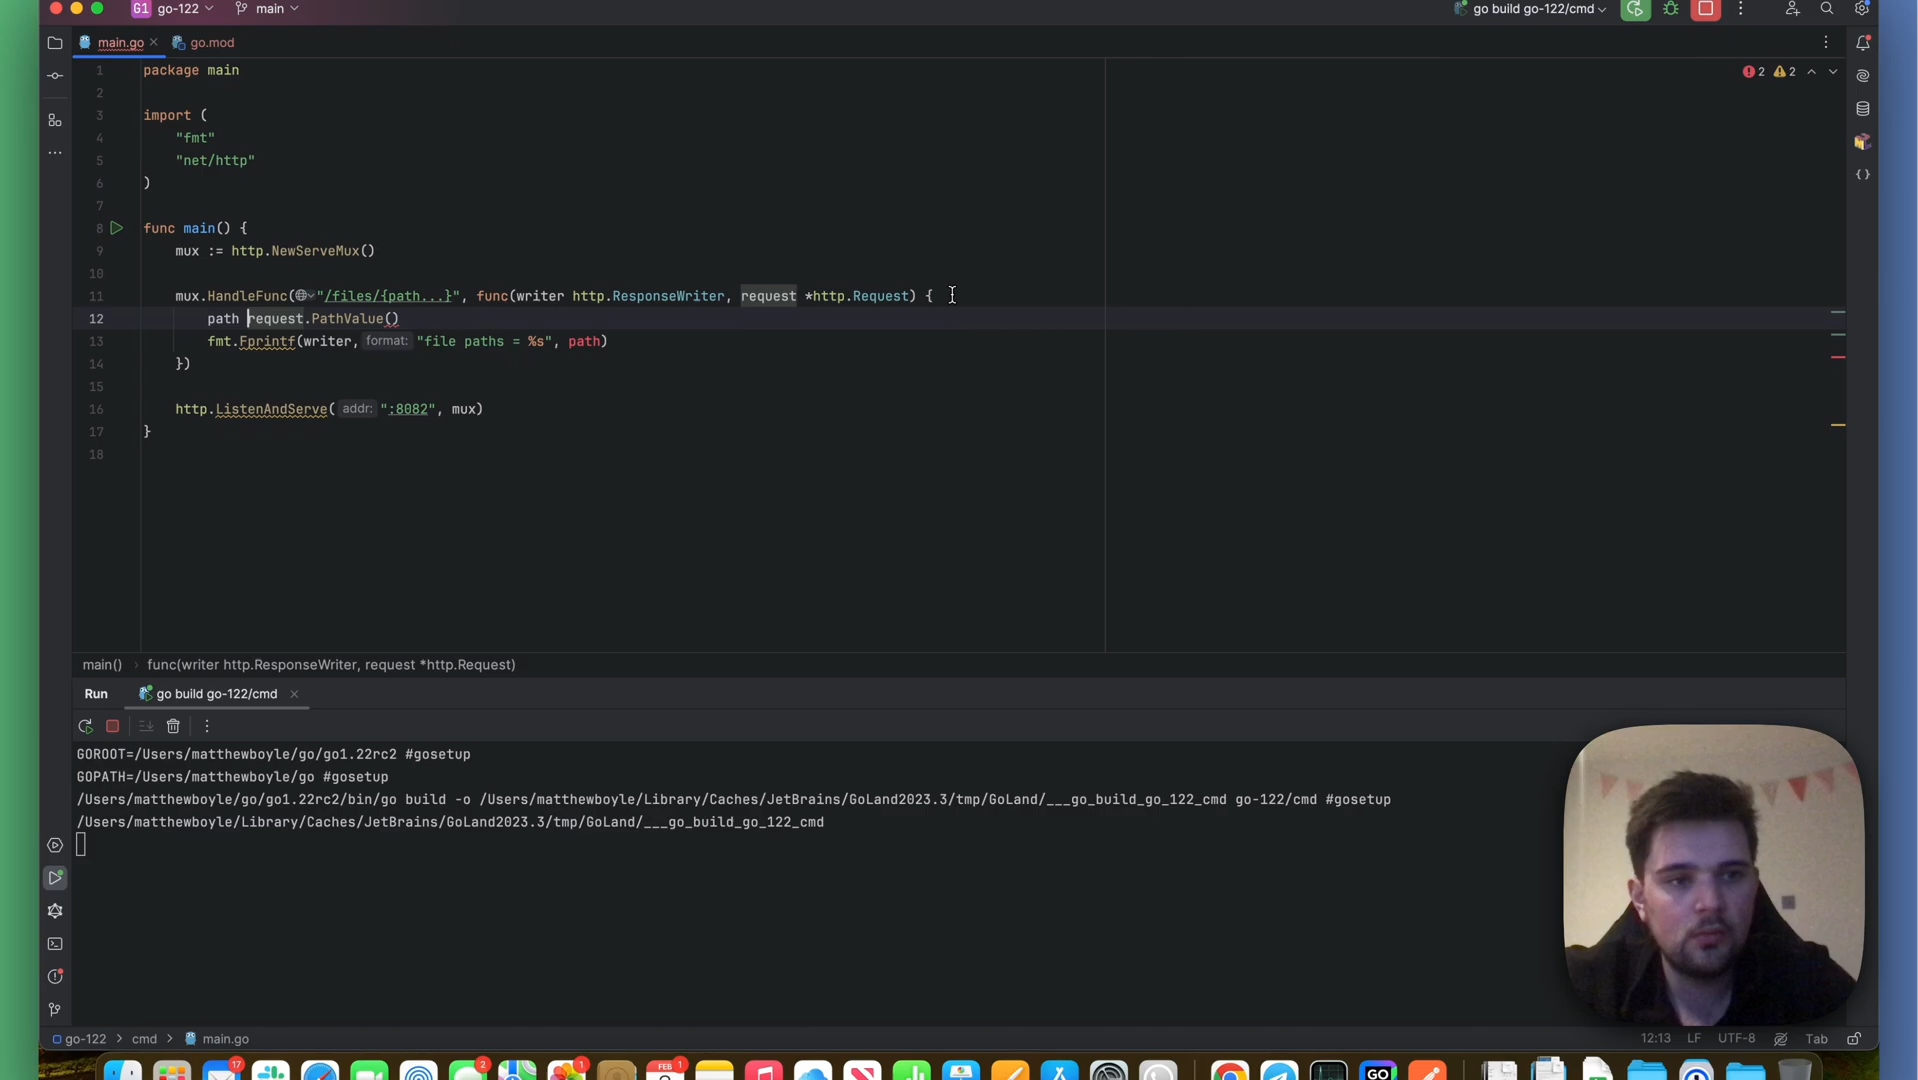 G1 go-122 main go build go-122/cmd
main.go go.mod
1 package main
2 2 2
3 import (
4 "fmt"
5 "net/http"
6 )
7
8 func main() {
9 mux := http.NewServeMux()
10
11 mux.HandleFunc("/files/{path...}", func(writer http.ResponseWriter, request *http.Request) {
12 path request.PathValue()
13 fmt.Fprintf(writer, format: "file paths = %s", path)
14 })
15
16 http.ListenAndServe( addr: ":8082", mux)
17 }
18
main() func(writer http.ResponseWriter, request *http.Request)
Run go build go-122/cmd
GOROOT=/Users/matthewboyle/go/go1.22rc2 #gosetup
GOPATH=/Users/matthewboyle/go #gosetup
/Users/matthewboyle/go/go1.22rc2/bin/go build -o /Users/matthewboyle/Library/Caches/JetBrains/GoLand2023.3/tmp/GoLand/___go_build_go_122_cmd go-122/cmd #gosetup
/Users/matthewboyle/Library/Caches/JetBrains/GoLand2023.3/tmp/GoLand/___go_build_go_122_cmd
go-122 cmd main.go 12:13 LF UTF-8 Tab
17 2 1 FEB 1 GO